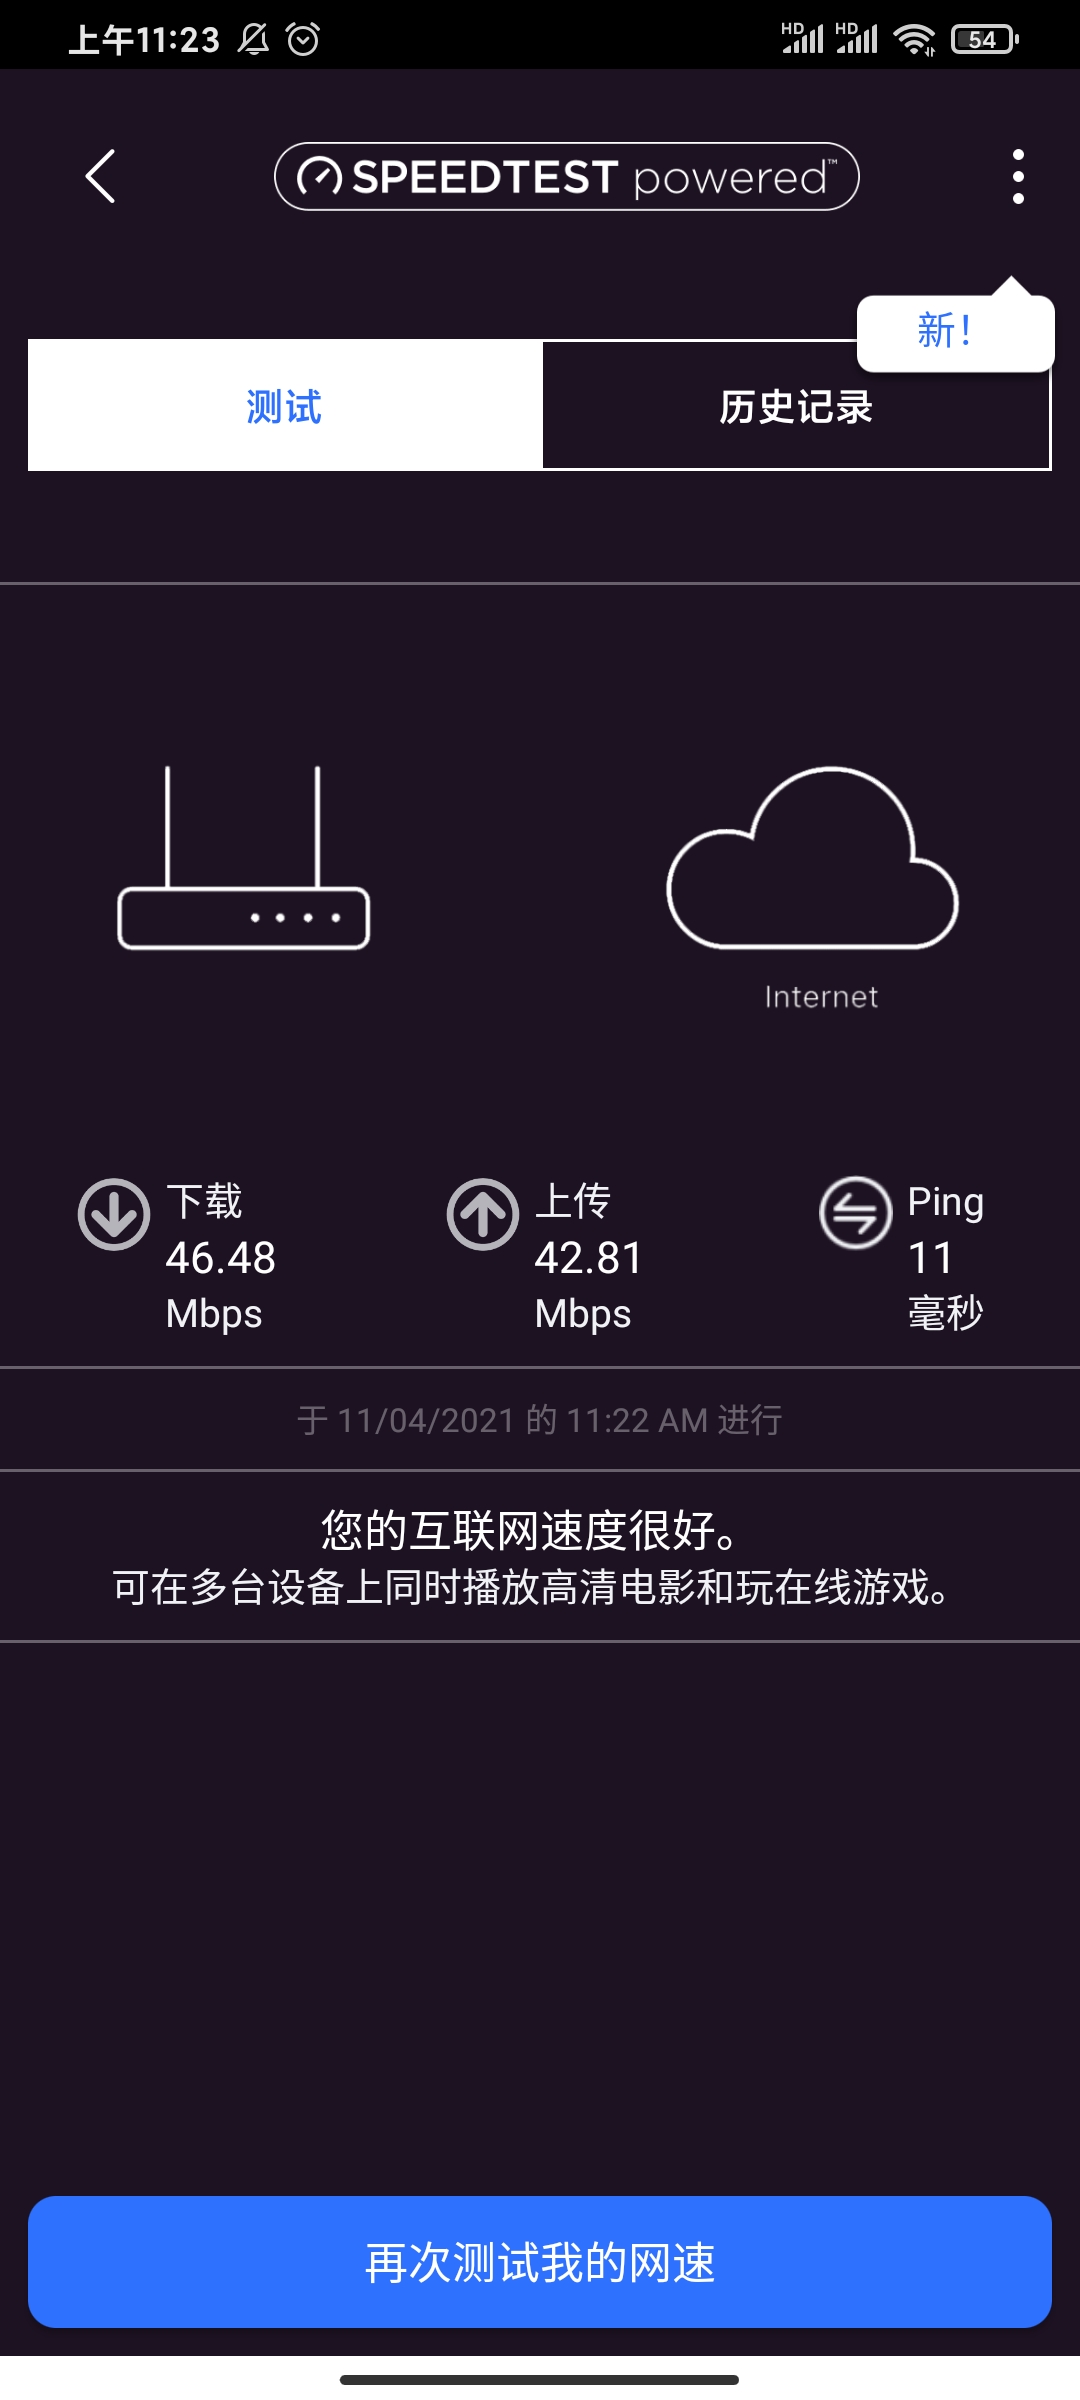 上午11:23
HD HD 54
SPEEDTEST powered™
新!
测试 历史记录
Internet
下载
46.48
Mbps
上传
42.81
Mbps
Ping
11
毫秒
于 11/04/2021 的 11:22 AM 进行
您的互联网速度很好。
可在多台设备上同时播放高清电影和玩在线游戏。
再次测试我的网速